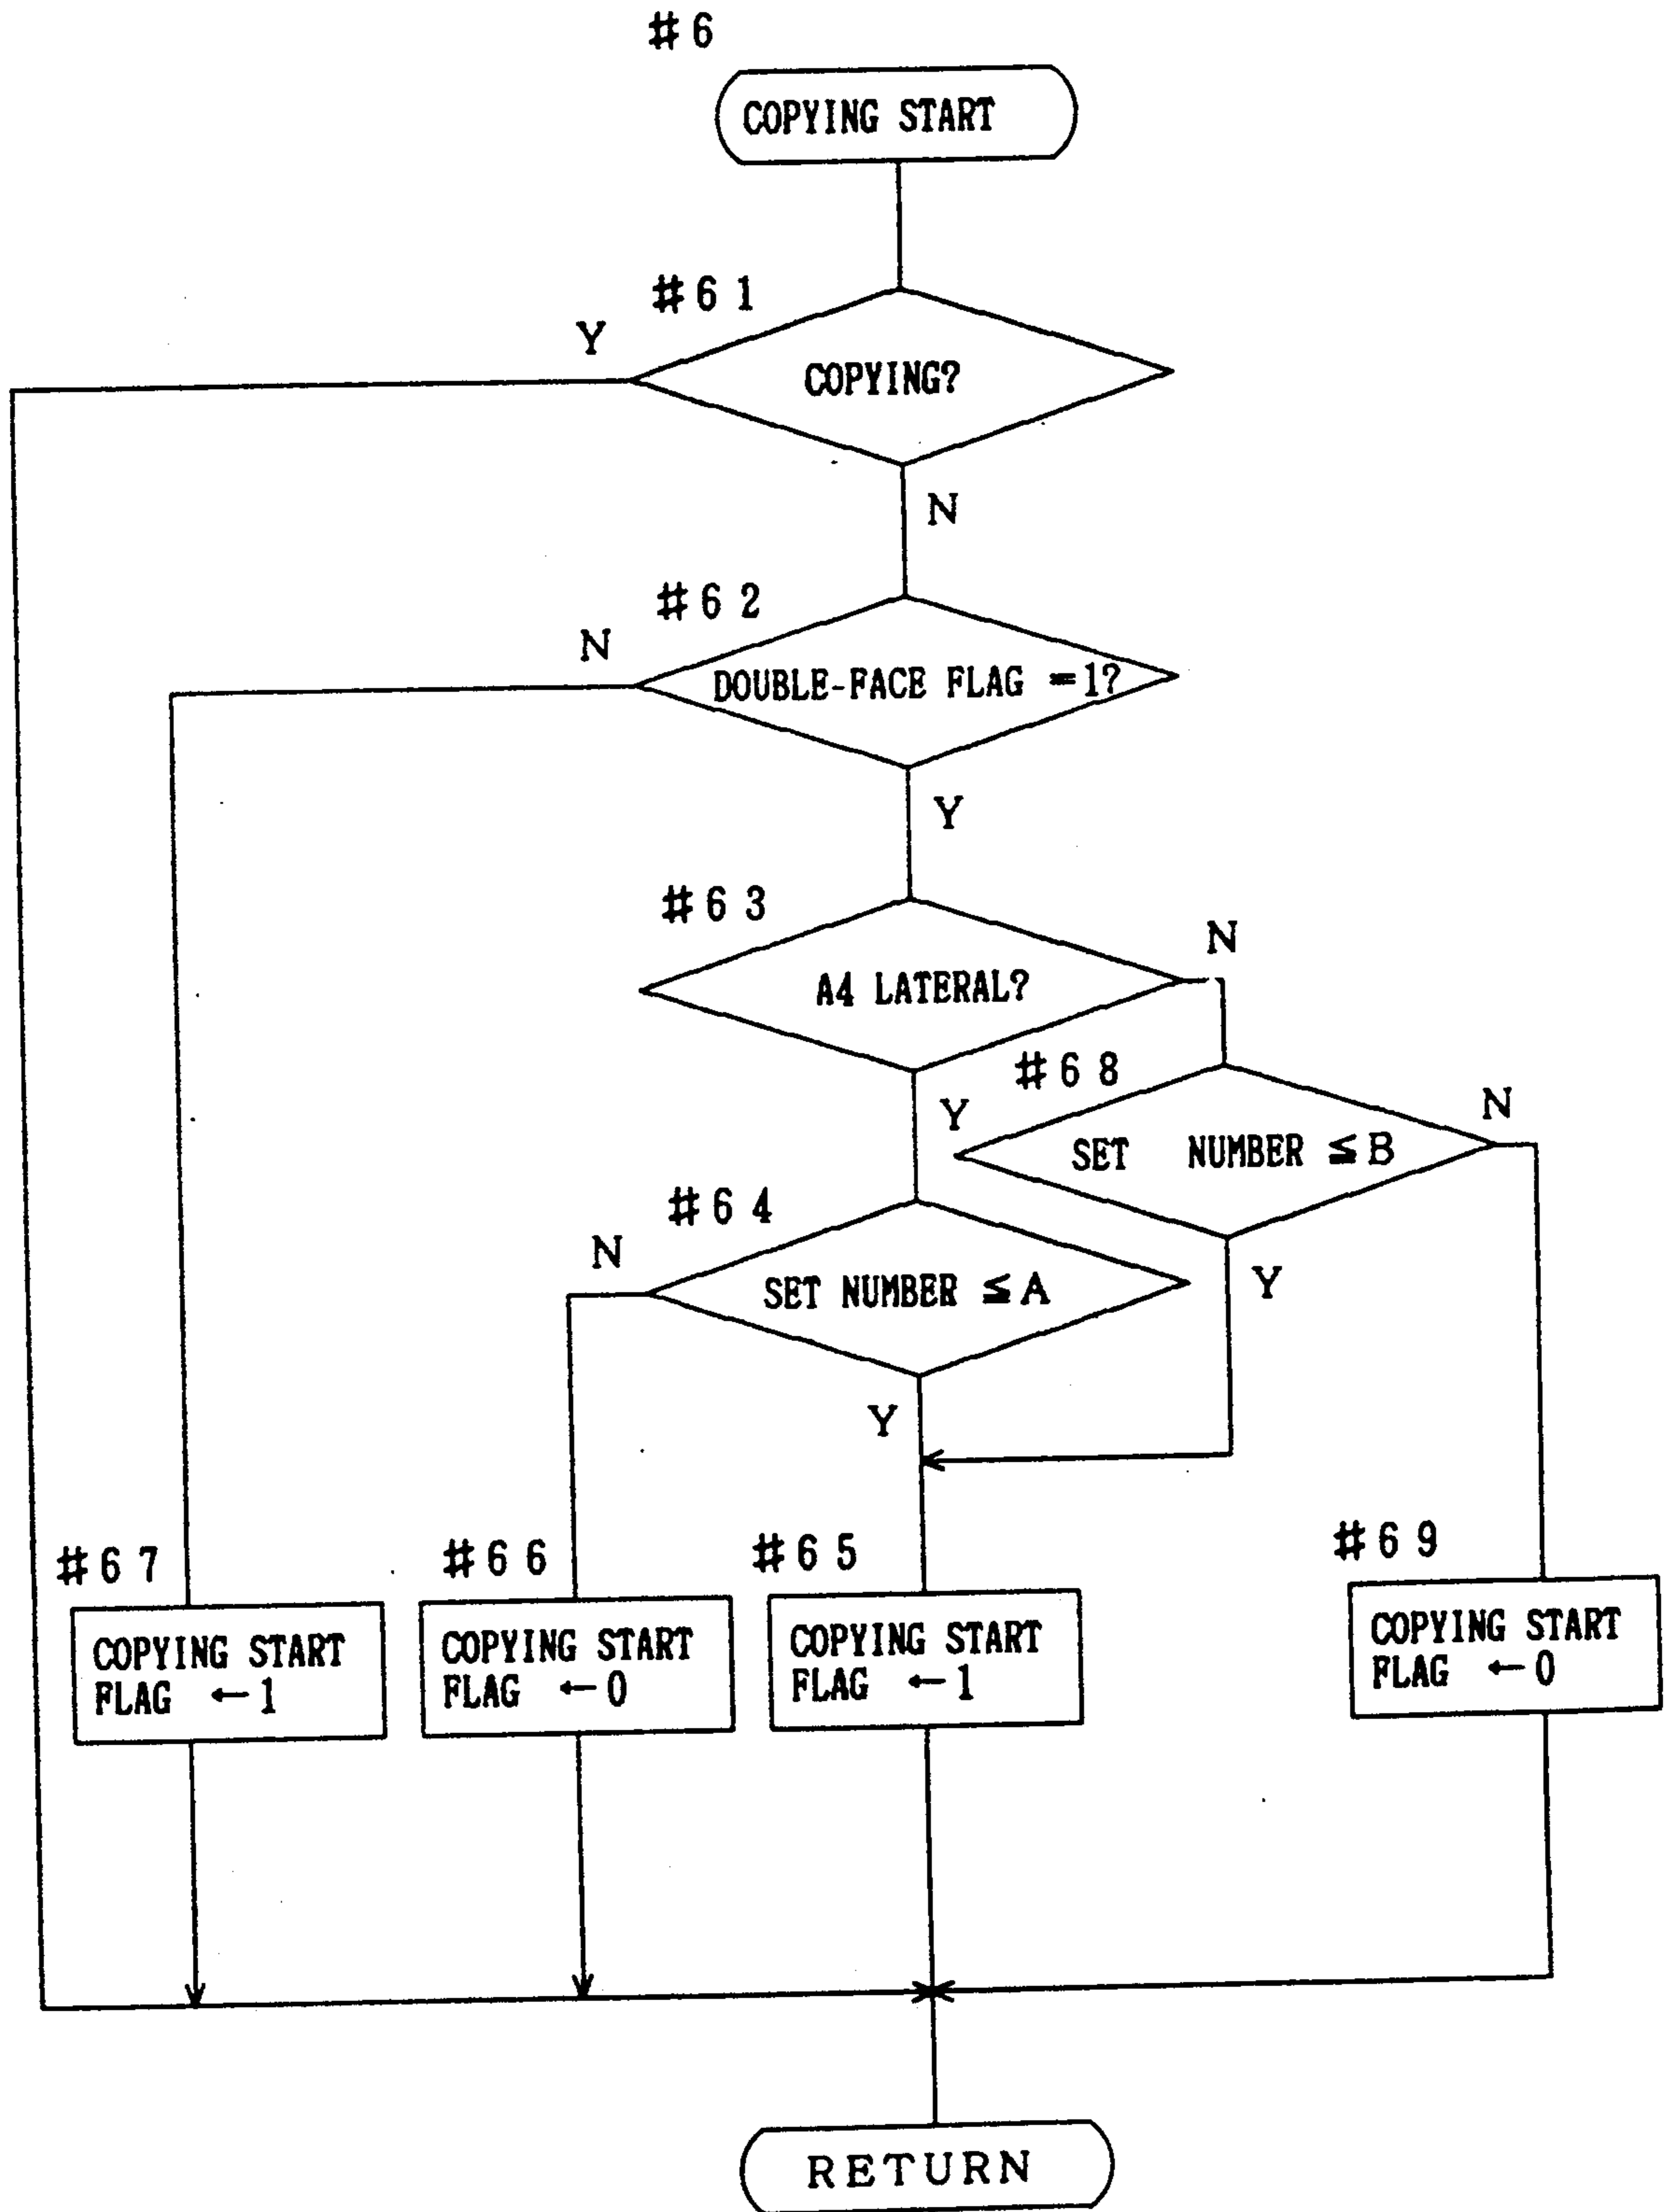 #6
COPYING START
#61
Y
COPYING?
N
#62
N
DOUBLE-FACE FLAG =1?
Y
#63
N
A4 LATERAL?
#68
Y
N
SET NUMBER ≦B
#64
N
Y
SET NUMBER ≦A
Y
#67
#66
#65
#69
COPYING START
FLAG ←1
COPYING START
FLAG ←0
COPYING START
FLAG ←1
COPYING START
FLAG ←0
RETURN